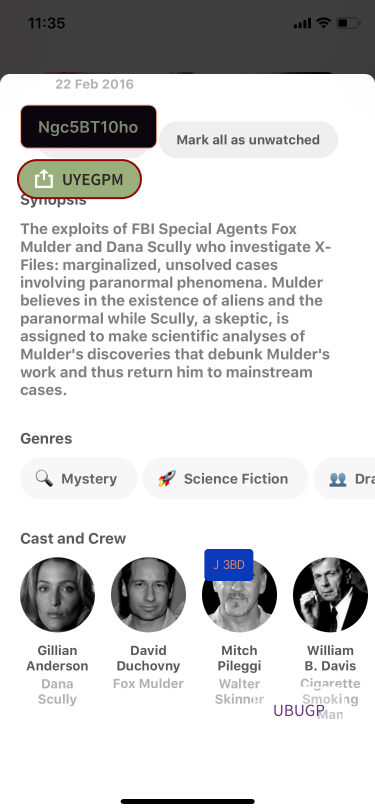 11:35
22 Feb 2016
Ngc5BT10ho
Mark all as unwatched
UYEGPM
Synopsis
The exploits of FBI Special Agents Fox
Mulder and Dana Scully who investigate X-
Files: marginalized, unsolved cases
involving paranormal phenomena. Mulder
believes in the existence of aliens and the
paranormal while Scully, a skeptic, is
assigned to make scientific analyses of
Mulder's discoveries that debunk Mulder's
work and thus return him to mainstream
cases.
Genres
Mystery
Science Fiction
Dra
Cast and Crew
J 3BD
Gillian
Anderson
Dana
Scully
David
Duchovny
Fox Mulder
Mitch
Pileggi
Walter
Skinner
William
B. Davis
Cigarette
Smoking
Man
UBUGP